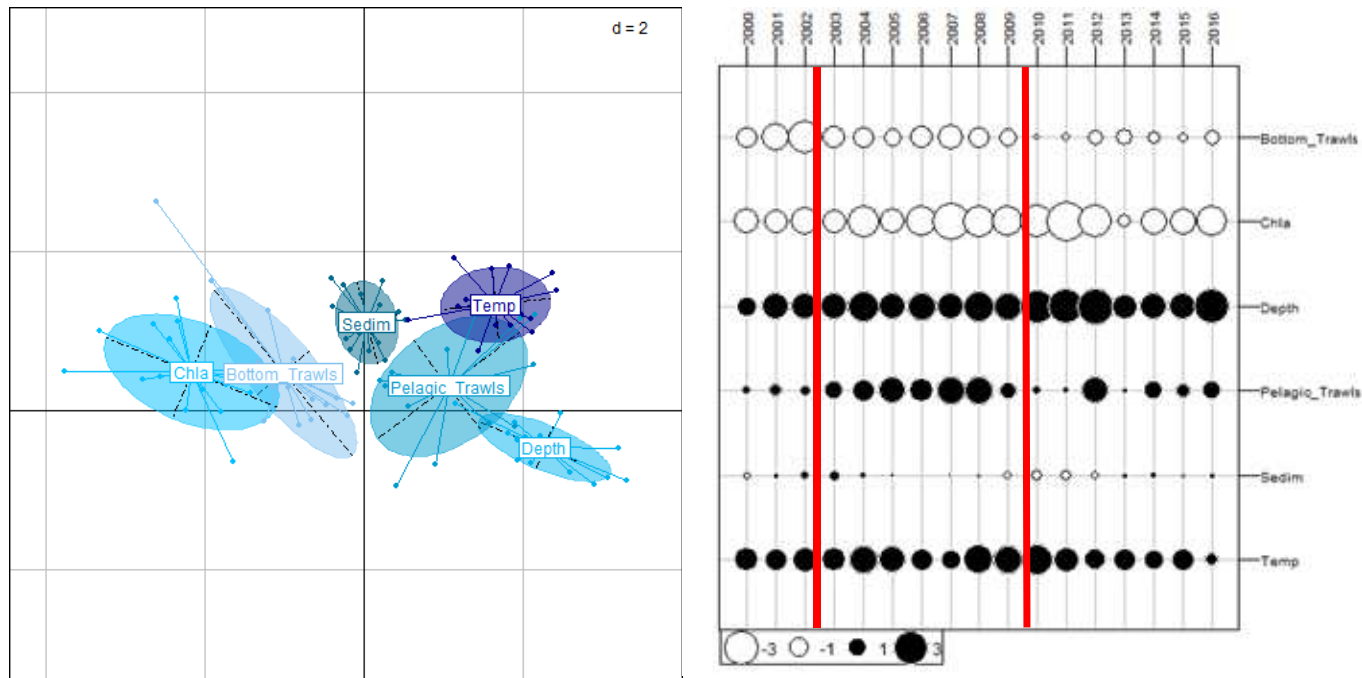 d = 2
Temp
Sedim
Chla
Bottom_Trawls
Pelagic_Trawls
Depth
2000
2001
2002
2003
2004
2005
2006
2007
2008
2009
2010
2011
2012
2013
2014
2015
2016
Bottom_Trawls
Chla
Depth
Pelagic_Trawls
Sedim
Temp
-3 -1 1 3